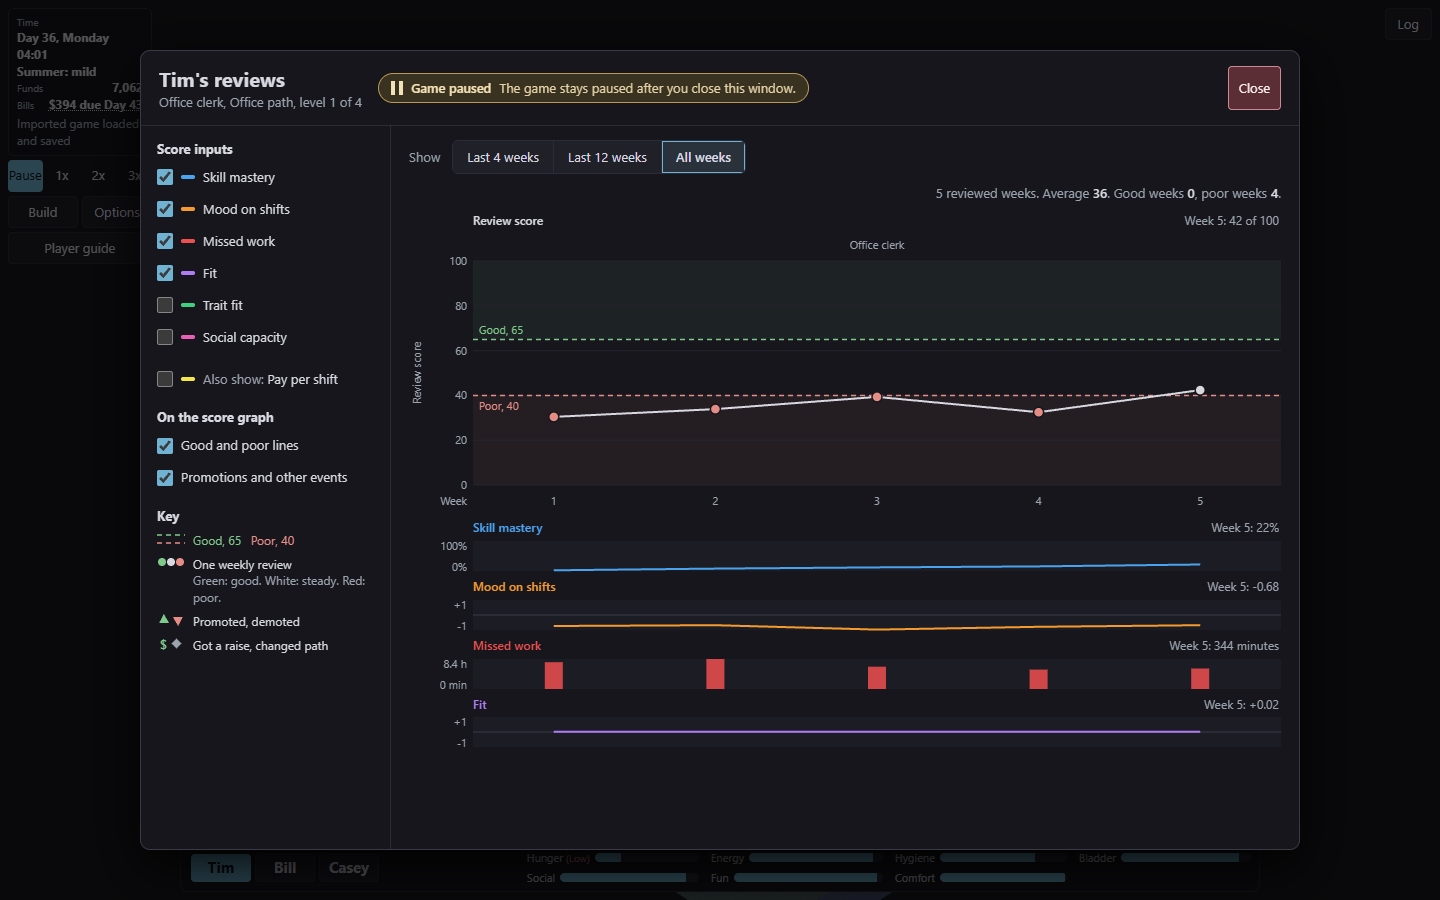 Time
Day 36, Monday
04:01
Summer: mild
Funds 7,062
Bills $394 due Day 43
Imported game loaded
and saved
Pause 1x 2x 3x
Build Options
Player guide
Log
Tim's reviews
Office clerk, Office path, level 1 of 4
Game paused The game stays paused after you close this window.
Close
Score inputs
Skill mastery
Mood on shifts
Missed work
Fit
Trait fit
Social capacity
Also show: Pay per shift
On the score graph
Good and poor lines
Promotions and other events
Key
Good, 65 Poor, 40
One weekly review
Green: good. White: steady. Red:
poor.
Promoted, demoted
$ Got a raise, changed path
Show Last 4 weeks Last 12 weeks All weeks
5 reviewed weeks. Average 36. Good weeks 0, poor weeks 4.
Review score Week 5: 42 of 100
Office clerk
Review score
100
80
Good, 65
60
40
Poor, 40
20
0
Week 1 2 3 4 5
Skill mastery Week 5: 22%
100%
0%
Mood on shifts Week 5: -0.68
+1
-1
Missed work Week 5: 344 minutes
8.4 h
0 min
Fit Week 5: +0.02
+1
-1
Tim Bill Casey
Hunger (Low) Energy Hygiene Bladder
Social Fun Comfort